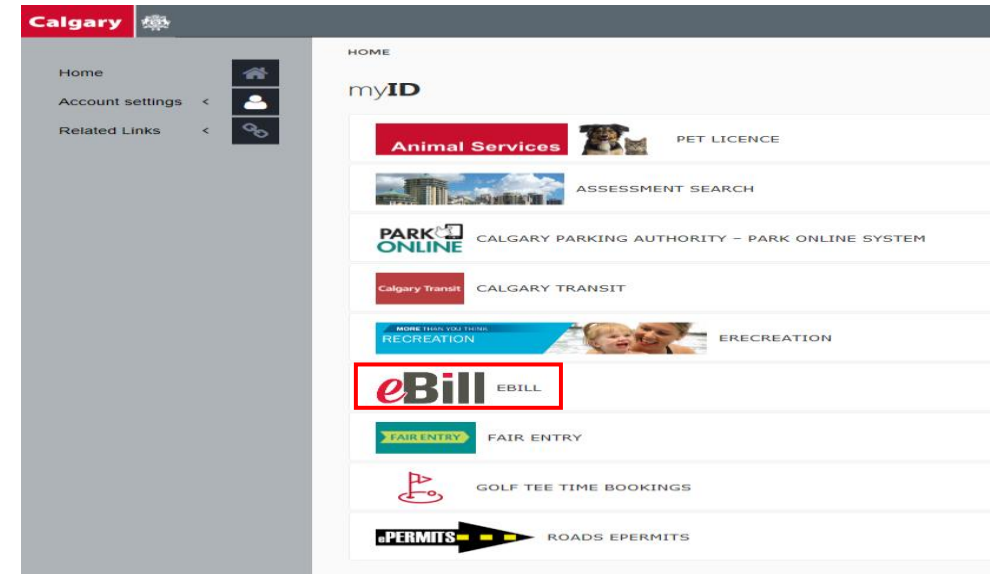 Calgary
Home
Account settings <
Related Links <
HOME
myID
Animal Services PET LICENCE
ASSESSMENT SEARCH
PARK ONLINE CALGARY PARKING AUTHORITY – PARK ONLINE SYSTEM
Calgary Transit CALGARY TRANSIT
MORE THAN YOU THINK
RECREATION ERECREATION
eBill EBILL
FAIR ENTRY FAIR ENTRY
GOLF TEE TIME BOOKINGS
ePERMITS ROADS EPERMITS